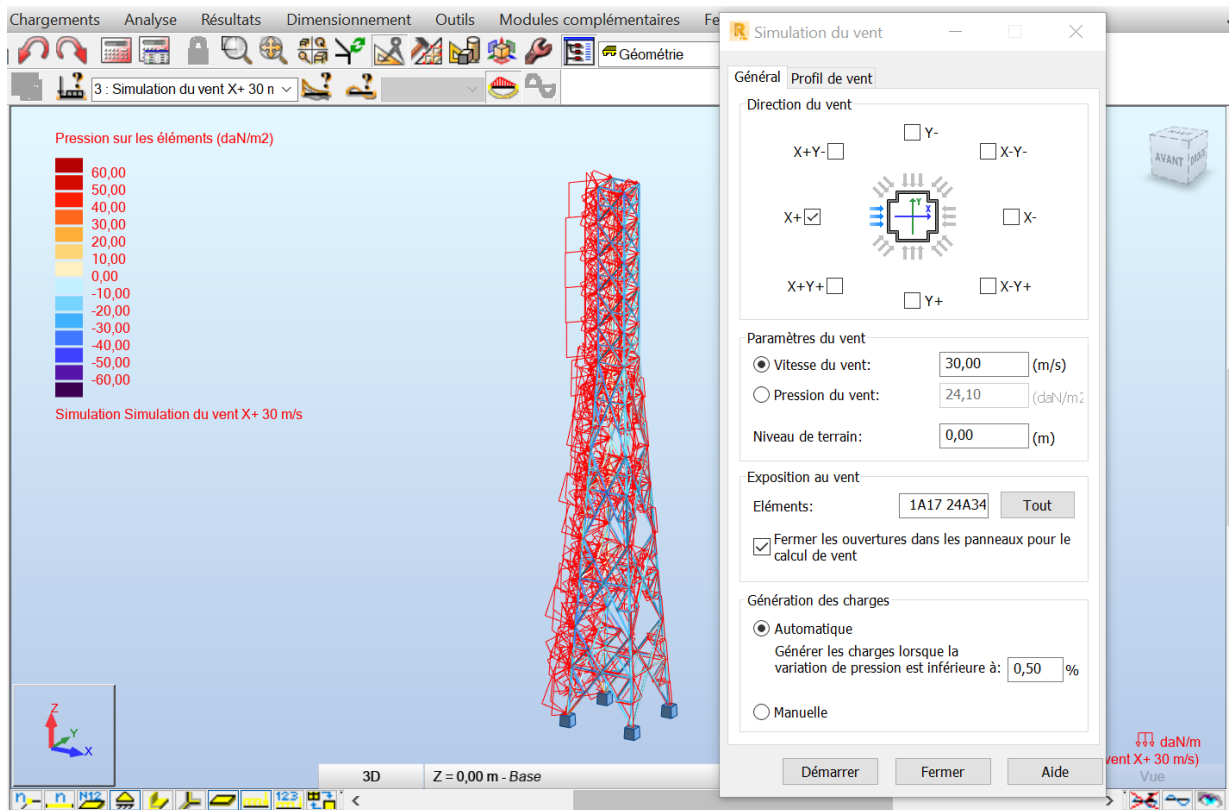 Chargements Analyse Résultats Dimensionnement Outils Modules complémentaires Fe
Géométrie
3 : Simulation du vent X+ 30 m
Pression sur les éléments (daN/m2)
60,00
50,00
40,00
30,00
20,00
10,00
0,00
-10,00
-20,00
-30,00
-40,00
-50,00
-60,00
Simulation Simulation du vent X+ 30 m/s
AVANT
Z
Y
X
3D
Z = 0,00 m - Base
Simulation du vent
Général Profil de vent
Direction du vent
Y-
X+Y-
X-Y-
X+
Y
X
X-
X+Y+
X-Y+
Y+
Paramètres du vent
Vitesse du vent: 30,00 (m/s)
Pression du vent: 24,10 (daN/m2
Niveau de terrain: 0,00 (m)
Exposition au vent
Eléments: 1A17 24A34 Tout
Fermer les ouvertures dans les panneaux pour le
calcul de vent
Génération des charges
Automatique
Générer les charges lorsque la
variation de pression est inférieure à: 0,50 %
Manuelle
Démarrer Fermer Aide
daN/m
vent X+ 30 m/s)
Vue